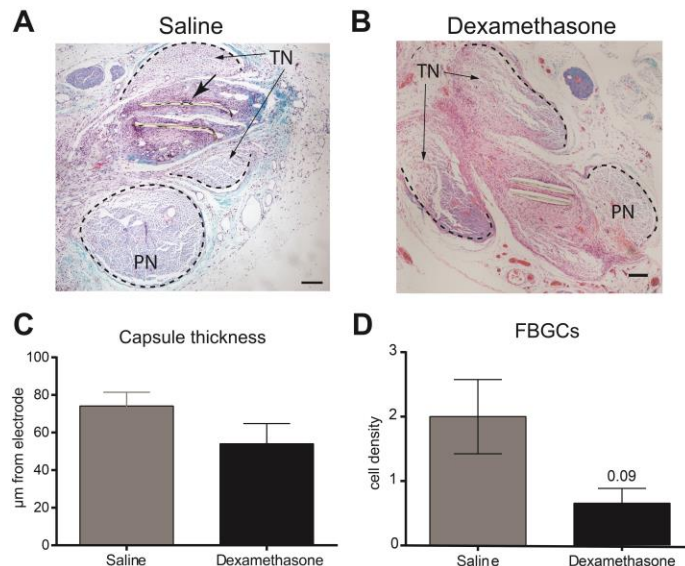 A
Saline
TN
PN
B
Dexamethasone
TN
TN
PN
C
Capsule thickness
µm from electrode
100
80
60
40
20
0
Saline
Dexamethasone
D
FBGCs
cell density
3
2
1
0
0.09
Saline
Dexamethasone